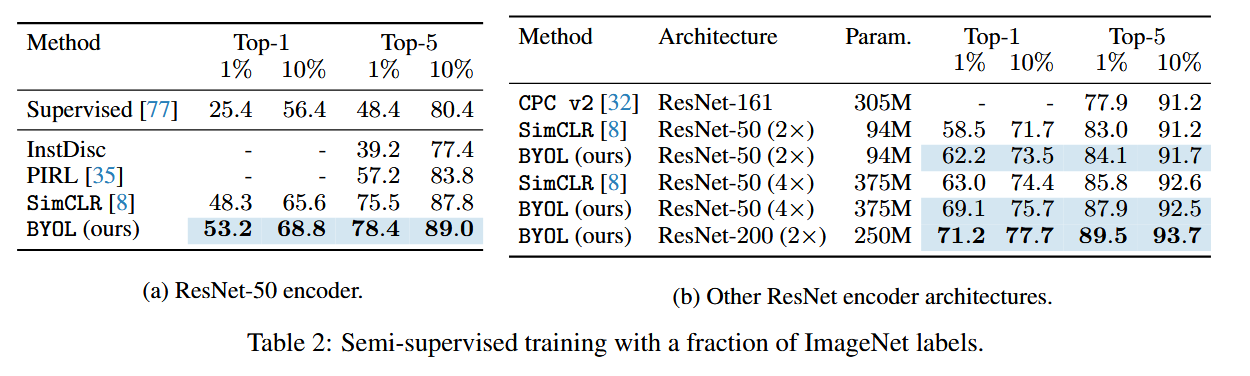 Method Top-1 Top-5
1% 10% 1% 10%
Supervised [77] 25.4 56.4 48.4 80.4
InstDisc - - 39.2 77.4
PIRL [35] - - 57.2 83.8
SimCLR [8] 48.3 65.6 75.5 87.8
BYOL (ours) 53.2 68.8 78.4 89.0
(a) ResNet-50 encoder.
Method Architecture Param. Top-1 Top-5
1% 10% 1% 10%
CPC v2 [32] ResNet-161 305M - - 77.9 91.2
SimCLR [8] ResNet-50 (2×) 94M 58.5 71.7 83.0 91.2
BYOL (ours) ResNet-50 (2×) 94M 62.2 73.5 84.1 91.7
SimCLR [8] ResNet-50 (4×) 375M 63.0 74.4 85.8 92.6
BYOL (ours) ResNet-50 (4×) 375M 69.1 75.7 87.9 92.5
BYOL (ours) ResNet-200 (2×) 250M 71.2 77.7 89.5 93.7
(b) Other ResNet encoder architectures.
Table 2: Semi-supervised training with a fraction of ImageNet labels.